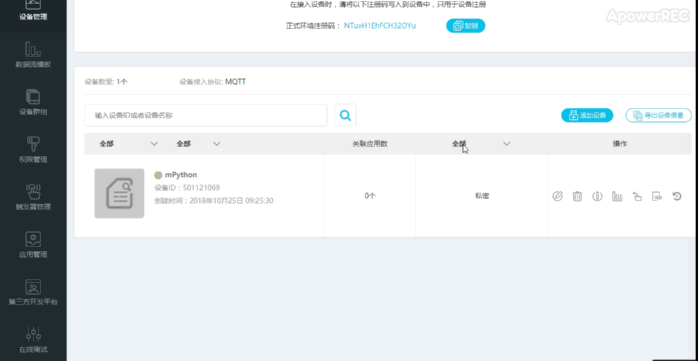 在接入设备时，请将以下注册码写入到设备中，只用于设备注册
ApowerREC
设备管理
正式环境注册码： NTuvH1EhFCH32OYu 复制
数据流模板
设备数量: 1个 设备接入协议: MQTT
设备群组
输入设备ID或者设备名称 添加设备 导出设备信息
权限管理
全部 全部 关联应用数 全部 操作
mPython
设备ID：501121069
创建时间：2018年10月25日 09:25:30
0个 私密
触发器管理
应用管理
第三方开发平台
在线调试